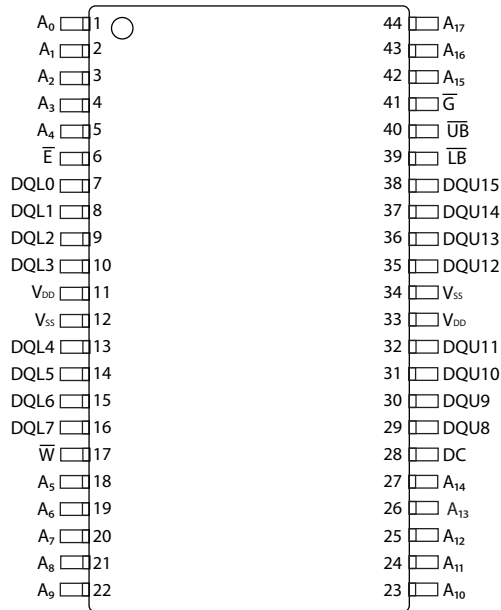 A₀ 1 44 A₁₇
A₁ 2 43 A₁₆
A₂ 3 42 A₁₅
A₃ 4 41 G̅
A₄ 5 40 U̅B̅
E̅ 6 39 L̅B̅
DQL0 7 38 DQU15
DQL1 8 37 DQU14
DQL2 9 36 DQU13
DQL3 10 35 DQU12
VDD 11 34 VSS
VSS 12 33 VDD
DQL4 13 32 DQU11
DQL5 14 31 DQU10
DQL6 15 30 DQU9
DQL7 16 29 DQU8
W̅ 17 28 DC
A₅ 18 27 A₁₄
A₆ 19 26 A₁₃
A₇ 20 25 A₁₂
A₈ 21 24 A₁₁
A₉ 22 23 A₁₀